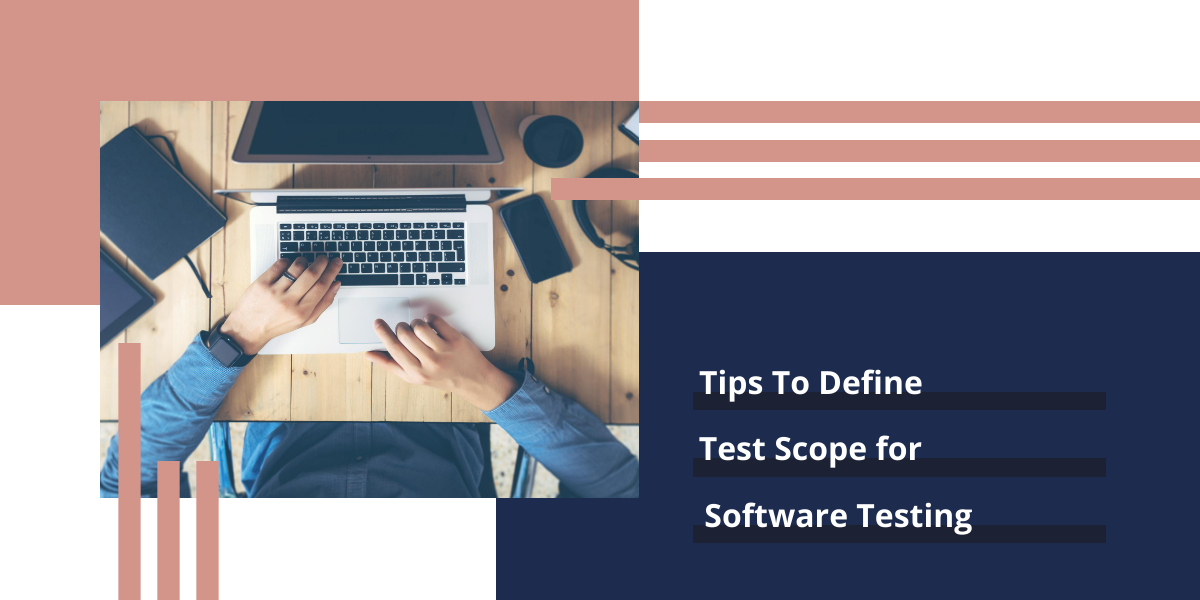 Tips To Define
Test Scope for
Software Testing